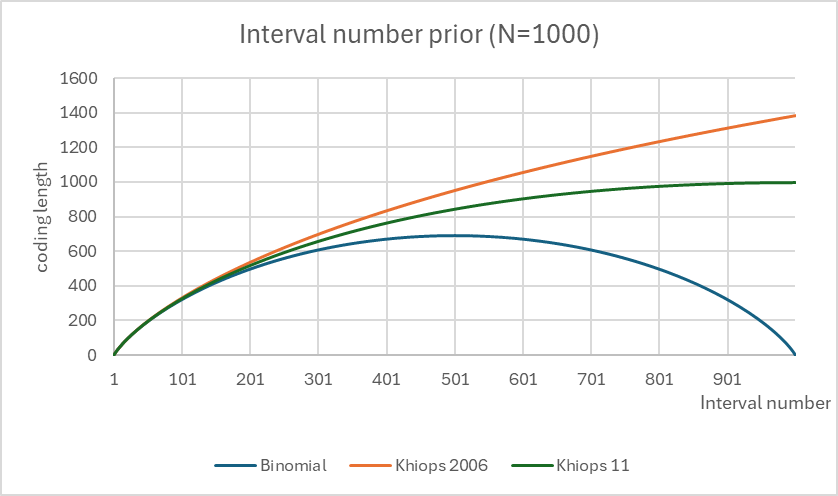 Interval number prior (N=1000)
1600
1400
1200
1000
800
600
400
200
0
coding length
1 101 201 301 401 501 601 701 801 901
Interval number
Binomial Khiops 2006 Khiops 11